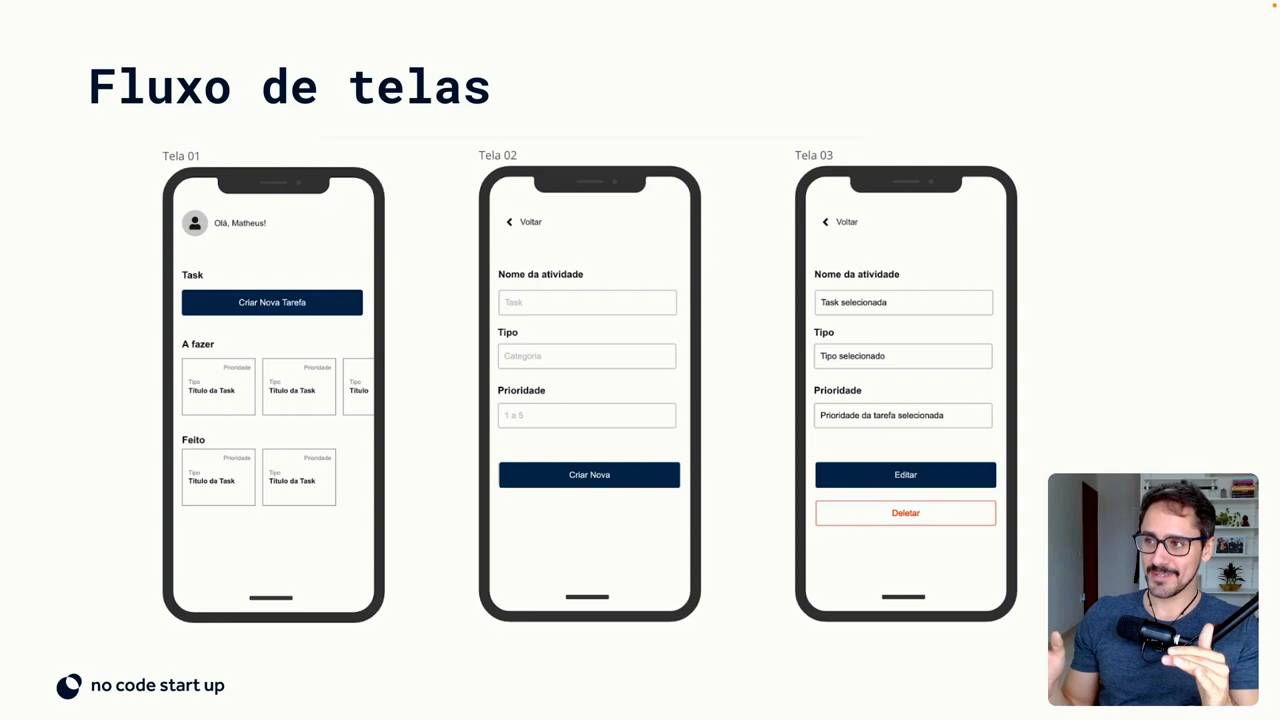 Fluxo de telas
Tela 01
Olá, Matheus!
Task
Criar Nova Tarefa
A fazer
Prioridade
Tipo
Título da Task
Prioridade
Tipo
Título da Task
Tipo
Título
Feito
Prioridade
Tipo
Título da Task
Prioridade
Tipo
Título da Task
Tela 02
Voltar
Nome da atividade
Task
Tipo
Categoria
Prioridade
1 a 5
Criar Nova
Tela 03
Voltar
Nome da atividade
Task selecionada
Tipo
Tipo selecionado
Prioridade
Prioridade da tarefa selecionada
Editar
Deletar
no code start up